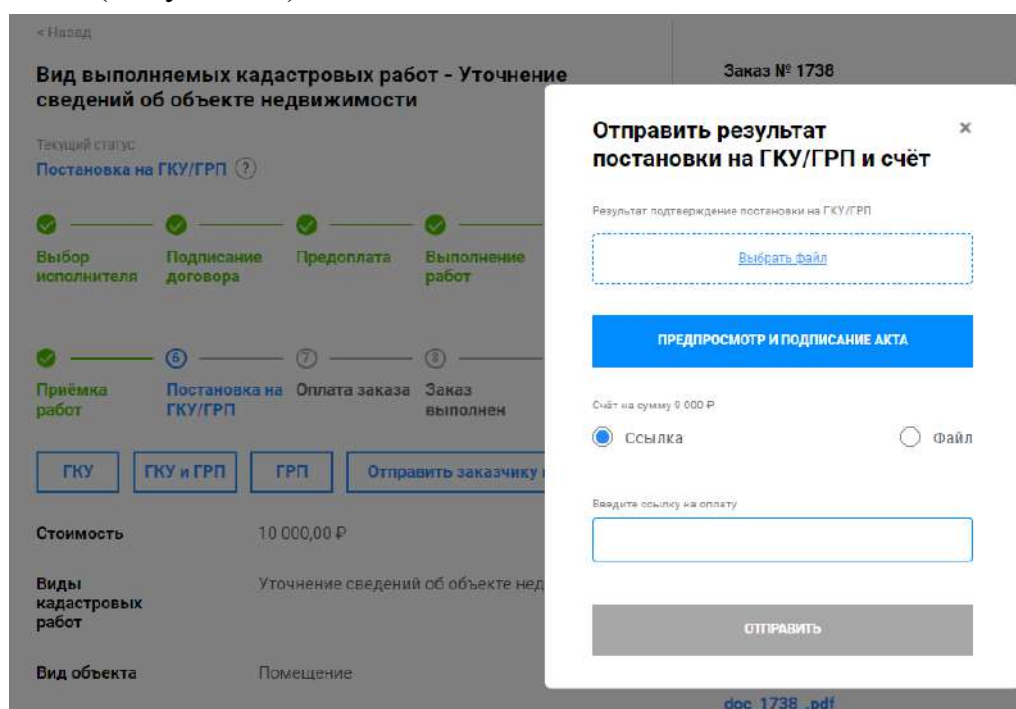 < Назад
Вид выполняемых кадастровых работ - Уточнение
сведений об объекте недвижимости
Текущий статус
Постановка на ГКУ/ГРП ?
Выбор
исполнителя
Подписание
договора
Предоплата
Выполнение
работ
Приёмка
работ
6
Постановка на
ГКУ/ГРП
7
Оплата заказа
8
Заказ
выполнен
ГКУ
ГКУ и ГРП
ГРП
Отправить заказчику
Стоимость
10 000,00 ₽
Виды
кадастровых
работ
Уточнение сведений об объекте нед
Вид объекта
Помещение
Заказ № 1738
Отправить результат
постановки на ГКУ/ГРП и счёт
×
Результат подтверждение постановки на ГКУ/ГРП
Выбрать файл
ПРЕДПРОСМОТР И ПОДПИСАНИЕ АКТА
Счёт на сумму 9 000 ₽
Ссылка
Файл
Введите ссылку на оплату
ОТПРАВИТЬ
doc_1738_.pdf